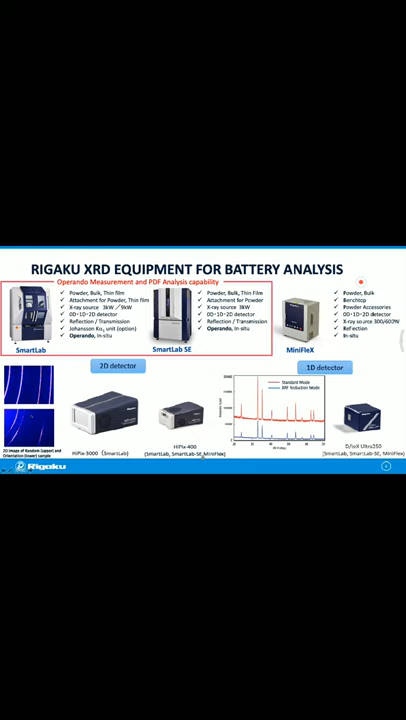 RIGAKU XRD EQUIPMENT FOR BATTERY ANALYSIS
Operando Measurement and PDF Analysis capability
✓ Powder, Bulk, Thin film
✓ Attachment for Powder, Thin film
✓ X-ray source 3kW／9kW
✓ 0D・1D・2D detector
✓ Reflection / Transmission
✓ Johansson Kα₁ unit (option)
✓ Operando, In-situ
SmartLab
✓ Powder, Bulk, Thin Film
✓ Attachment for Powder
✓ X-ray source 3kW
✓ 0D・1D・2D detector
✓ Reflection / Transmission
✓ Operando, In-situ
SmartLab SE
✓ Powder, Bulk
✓ Benchtop
✓ Powder Accessories
✓ 0D・1D・2D detector
✓ X-ray source 300/600W
✓ Reflection
✓ In-situ
MiniFleX
2D detector
1D detector
2D Image of Random (upper) and
Orientation (lower) sample
HiPix-3000 (SmartLab)
HiPix-400
(SmartLab, SmartLab-SE, MiniFlex)
Standard Mode
XRF Reduction Mode
D/teX Ultra250
(SmartLab, SmartLab-SE, MiniFlex)
Rigaku